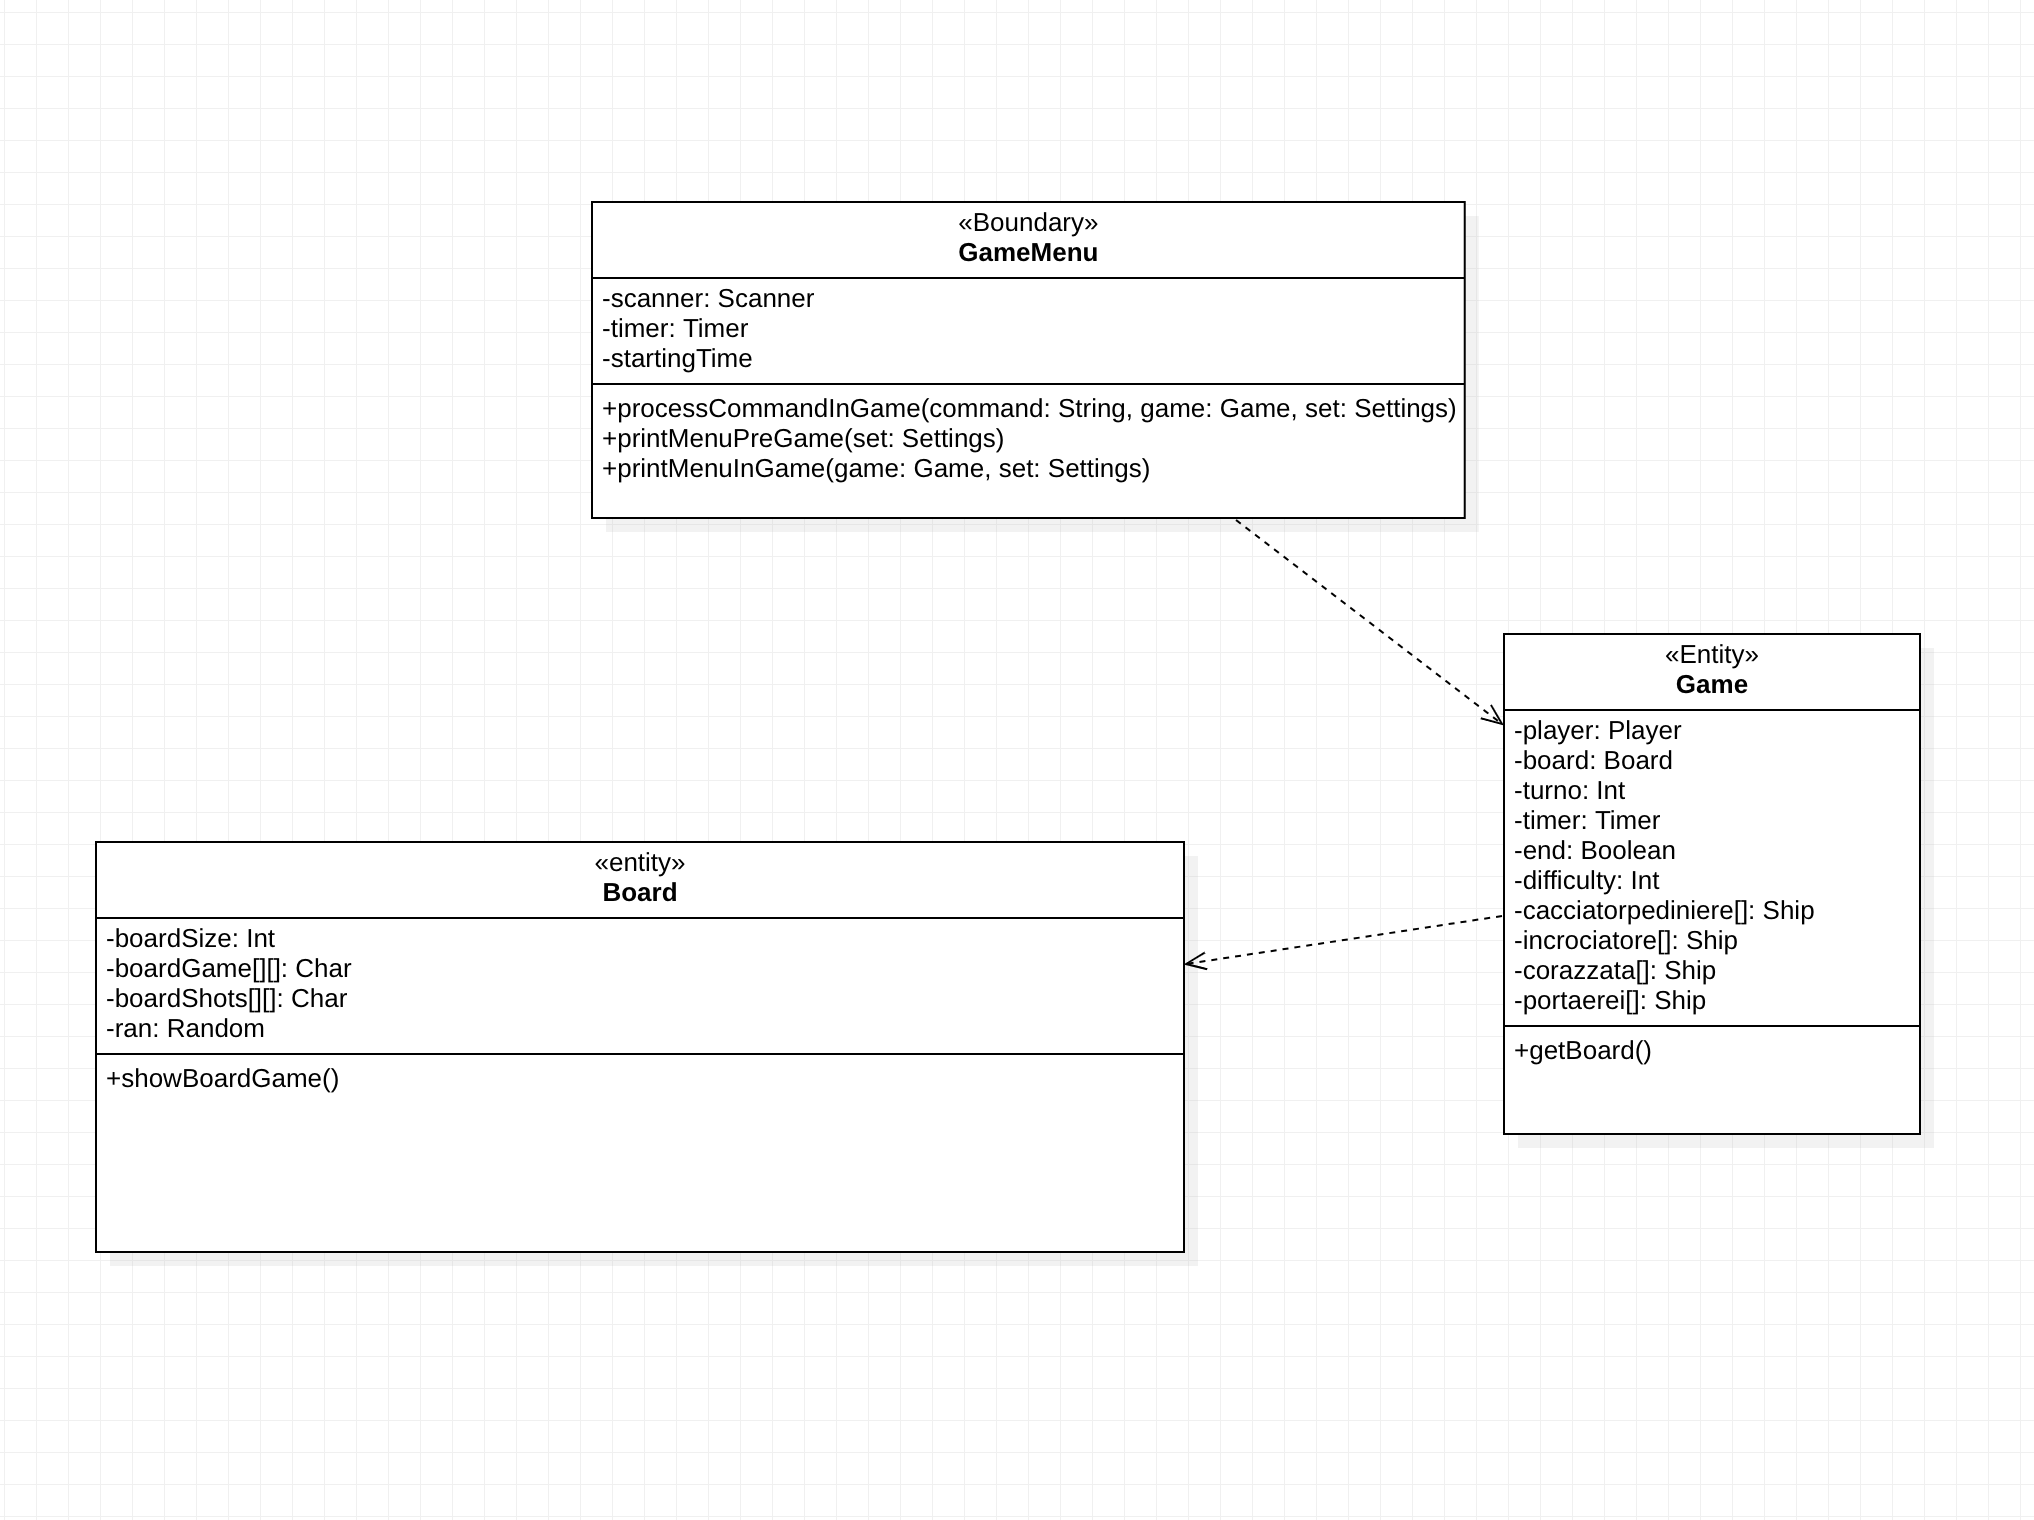 «Boundary»
GameMenu
-scanner: Scanner
-timer: Timer
-startingTime
+processCommandInGame(command: String, game: Game, set: Settings)
+printMenuPreGame(set: Settings)
+printMenuInGame(game: Game, set: Settings)
«Entity»
Game
-player: Player
-board: Board
-turno: Int
-timer: Timer
-end: Boolean
-difficulty: Int
-cacciatorpediniere[]: Ship
-incrociatore[]: Ship
-corazzata[]: Ship
-portaerei[]: Ship
+getBoard()
«entity»
Board
-boardSize: Int
-boardGame[][]: Char
-boardShots[][]: Char
-ran: Random
+showBoardGame()